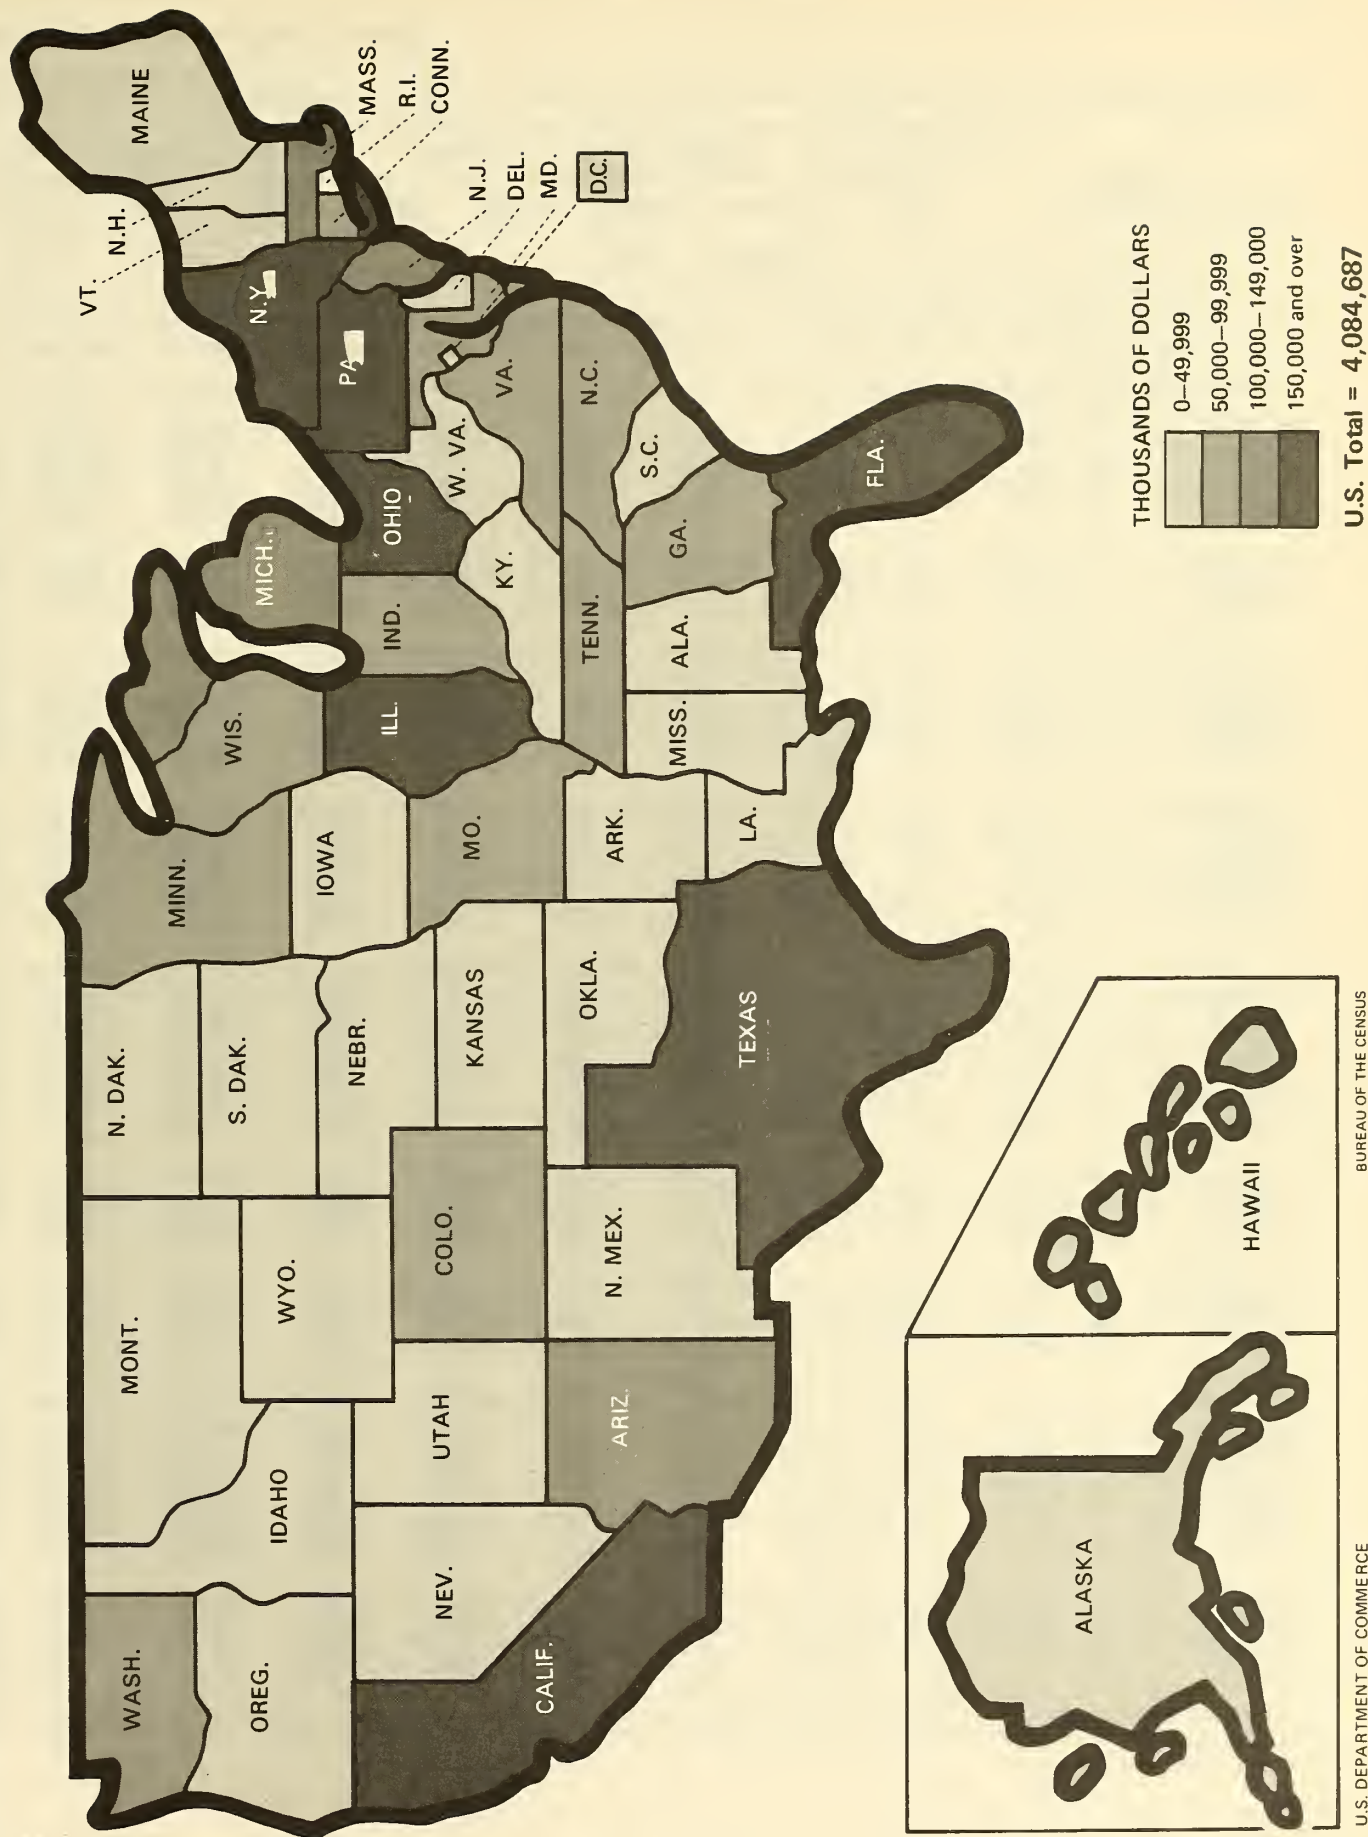 MAINE
N.H.
VT.
MASS.
R.I.
CONN.
N.J.
DEL.
MD.
D.C.
N.Y.
PA.
WASH.
MONT.
N. DAK.
MINN.
WIS.
MICH.
OREG.
IDAHO
WYO.
S. DAK.
IOWA
ILL.
IND.
OHIO
W. VA.
VA.
NEV.
UTAH
COLO.
NEBR.
KANSAS
MO.
KY.
CALIF.
ARIZ.
N. MEX.
OKLA.
ARK.
TENN.
N.C.
S.C.
TEXAS
LA.
MISS.
ALA.
GA.
FLA.
ALASKA
HAWAII
THOUSANDS OF DOLLARS
0–49,999
50,000–99,999
100,000–149,000
150,000 and over
U.S. Total = 4,084,687
U.S. DEPARTMENT OF COMMERCE
BUREAU OF THE CENSUS